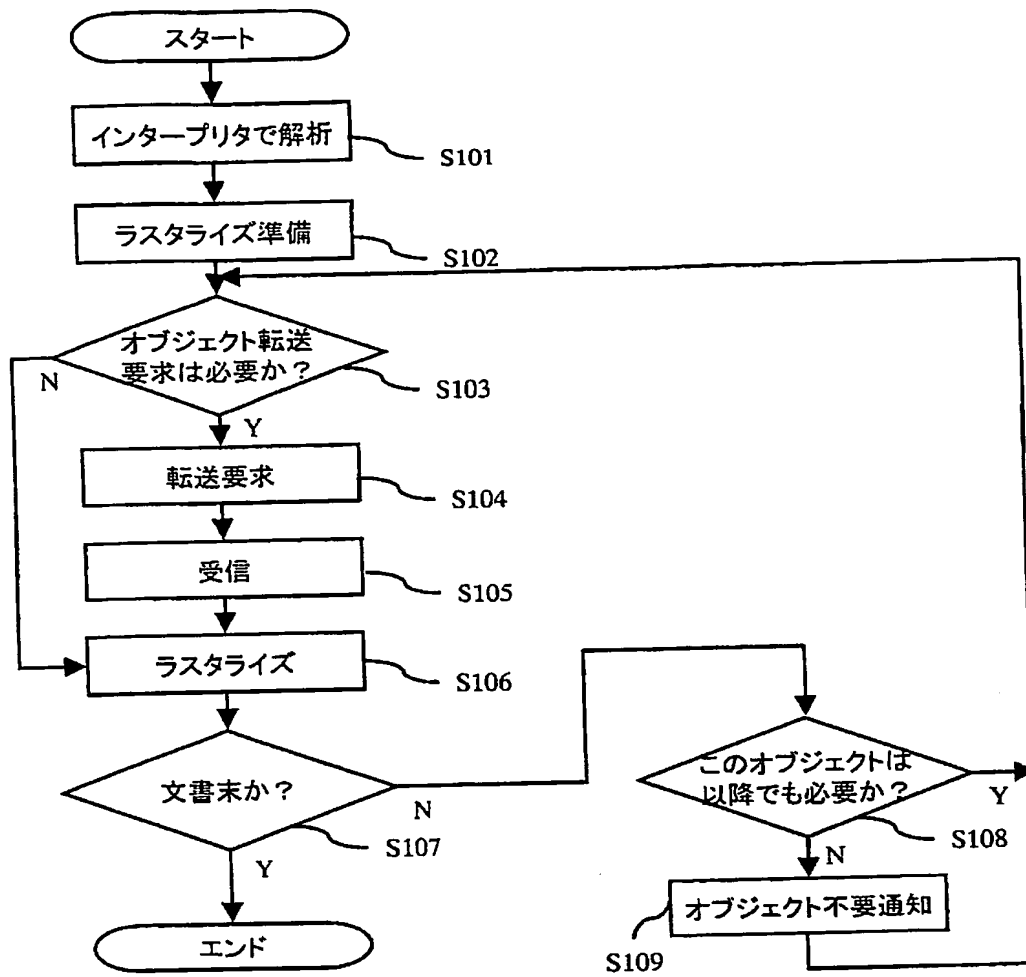 スタート
インタープリタで解析
S101
ラスタライズ準備
S102
オブジェクト転送
要求は必要か？
N
S103
Y
転送要求
S104
受信
S105
ラスタライズ
S106
文書末か？
N
S107
Y
エンド
このオブジェクトは
以降でも必要か？
Y
S108
N
オブジェクト不要通知
S109